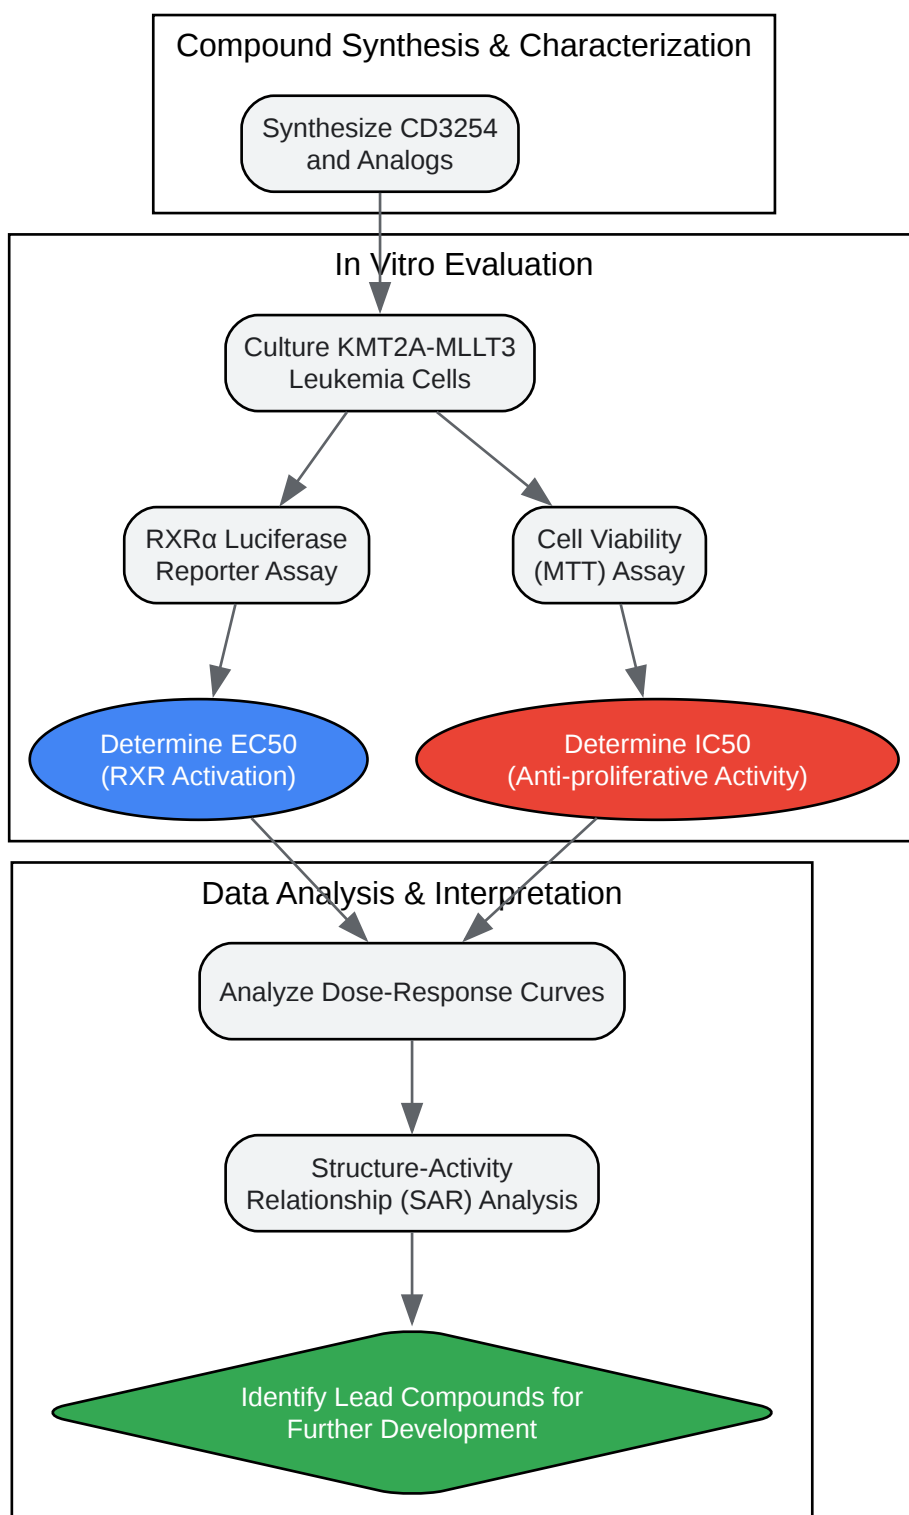 Compound Synthesis & Characterization
Synthesize CD3254
and Analogs
In Vitro Evaluation
Culture KMT2A-MLLT3
Leukemia Cells
RXRα Luciferase
Reporter Assay
Cell Viability
(MTT) Assay
Determine EC50
(RXR Activation)
Determine IC50
(Anti-proliferative Activity)
Data Analysis & Interpretation
Analyze Dose-Response Curves
Structure-Activity
Relationship (SAR) Analysis
Identify Lead Compounds for
Further Development